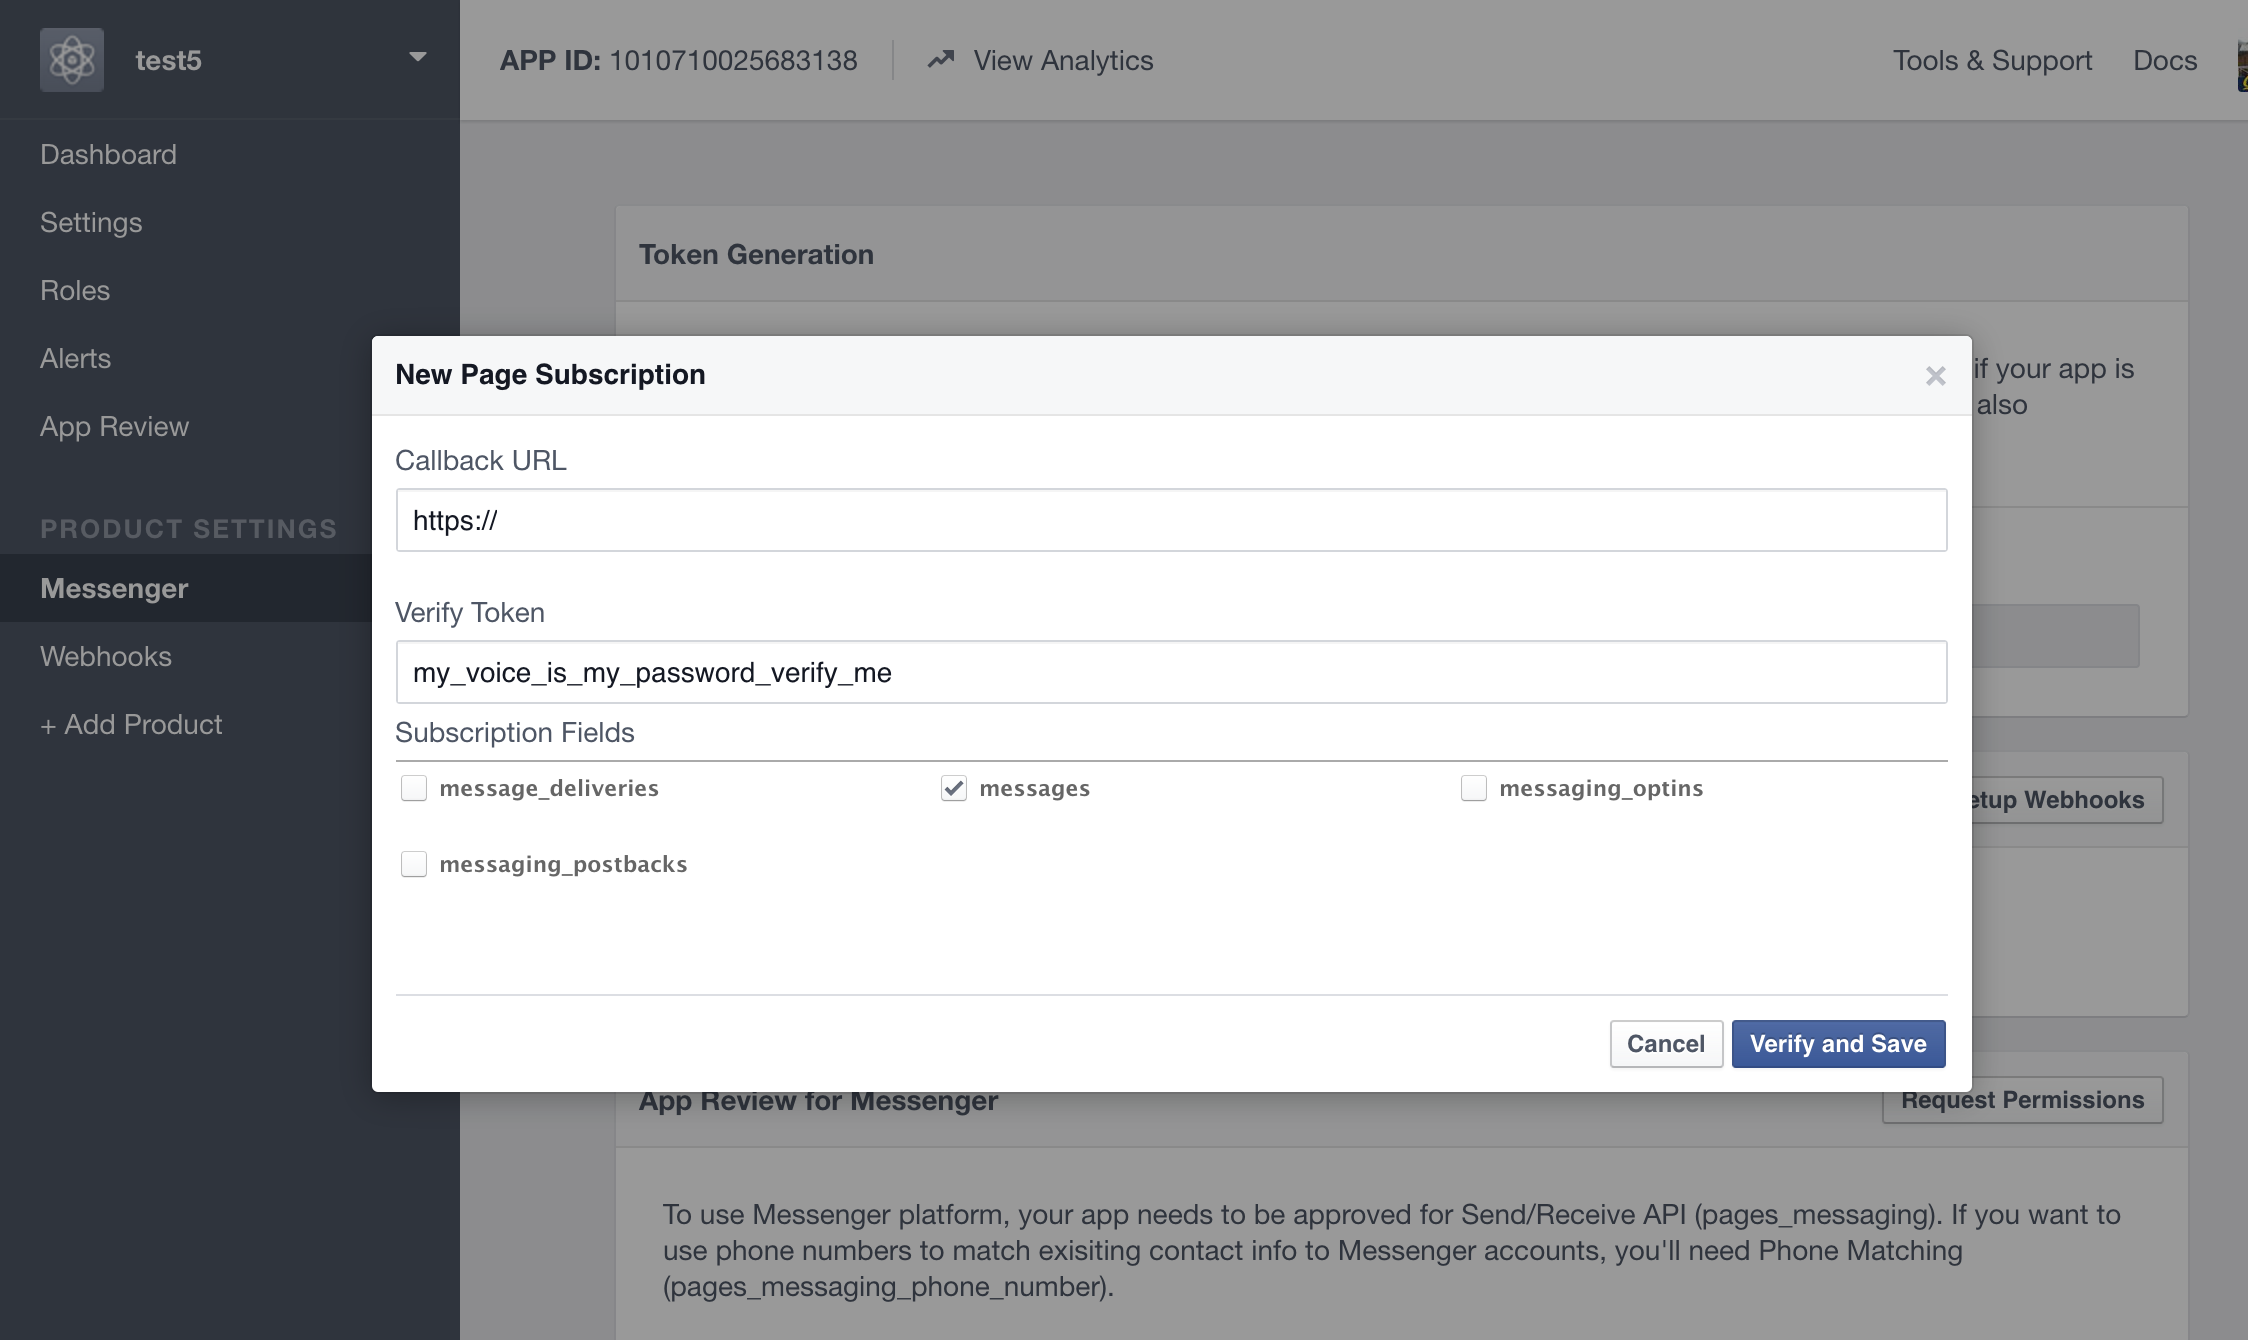 test5
APP ID: 1010710025683138
View Analytics
Tools & Support
Docs
Dashboard
Settings
Roles
Alerts
App Review
PRODUCT SETTINGS
Messenger
Webhooks
+ Add Product
Token Generation
if your app is
also
New Page Subscription
Callback URL
https://
Verify Token
my_voice_is_my_password_verify_me
Subscription Fields
message_deliveries
messages
messaging_optins
messaging_postbacks
etup Webhooks
Cancel
Verify and Save
App Review for Messenger
Request Permissions
To use Messenger platform, your app needs to be approved for Send/Receive API (pages_messaging). If you want to
use phone numbers to match exisiting contact info to Messenger accounts, you'll need Phone Matching
(pages_messaging_phone_number).